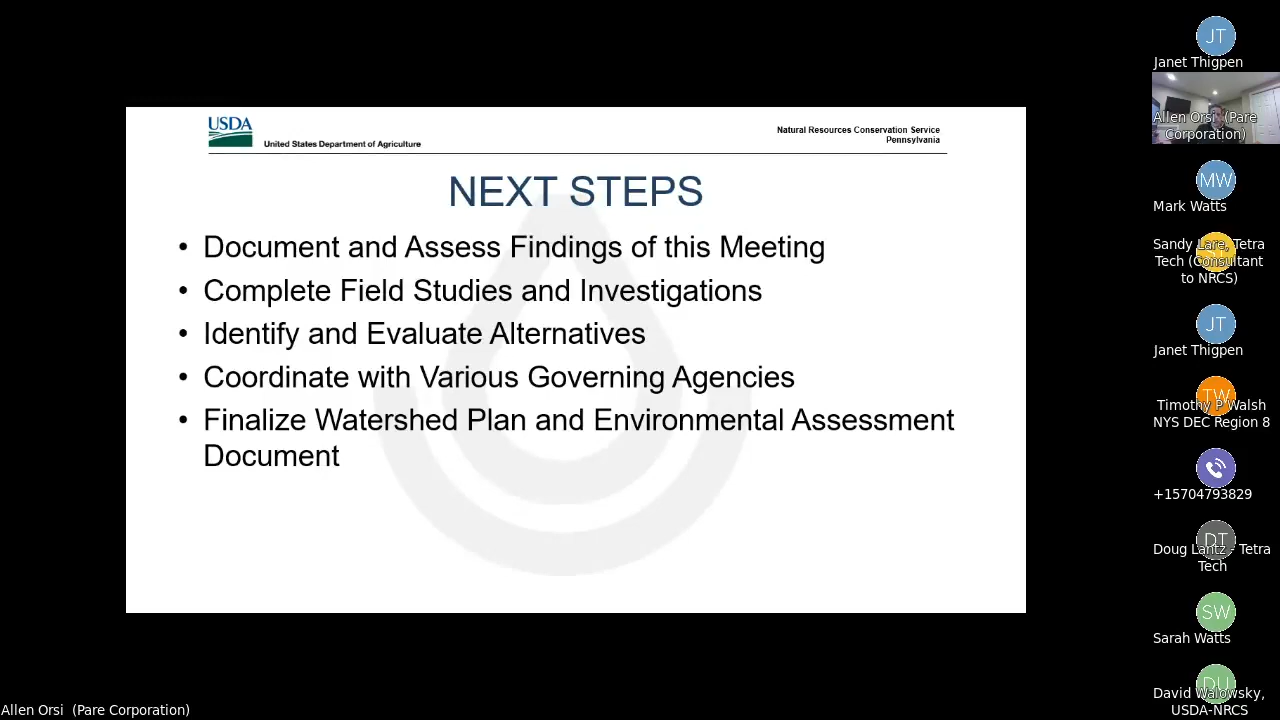 USDA
United States Department of Agriculture
Natural Resources Conservation Service
Pennsylvania
NEXT STEPS
• Document and Assess Findings of this Meeting
• Complete Field Studies and Investigations
• Identify and Evaluate Alternatives
• Coordinate with Various Governing Agencies
• Finalize Watershed Plan and Environmental Assessment
Document
JT
Janet Thigpen
Allen Orsi (Pare
Corporation)
MW
Mark Watts
Sandy Lare, Tetra
Tech (Consultant
to NRCS)
JT
Janet Thigpen
TW
Timothy P Walsh
NYS DEC Region 8
+15704793829
DT
Doug Lantz - Tetra
Tech
SW
Sarah Watts
DU
David Walowsky,
USDA-NRCS
Allen Orsi (Pare Corporation)